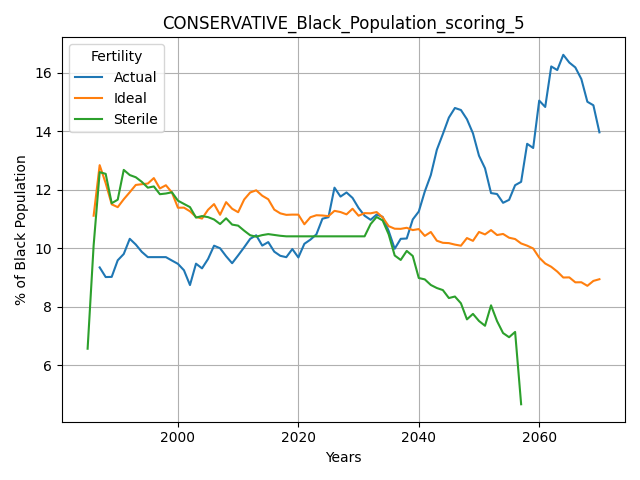 CONSERVATIVE_Black_Population_scoring_5
Fertility
Actual
Ideal
Sterile
% of Black Population
16
14
12
10
8
6
2000 2020 2040 2060
Years